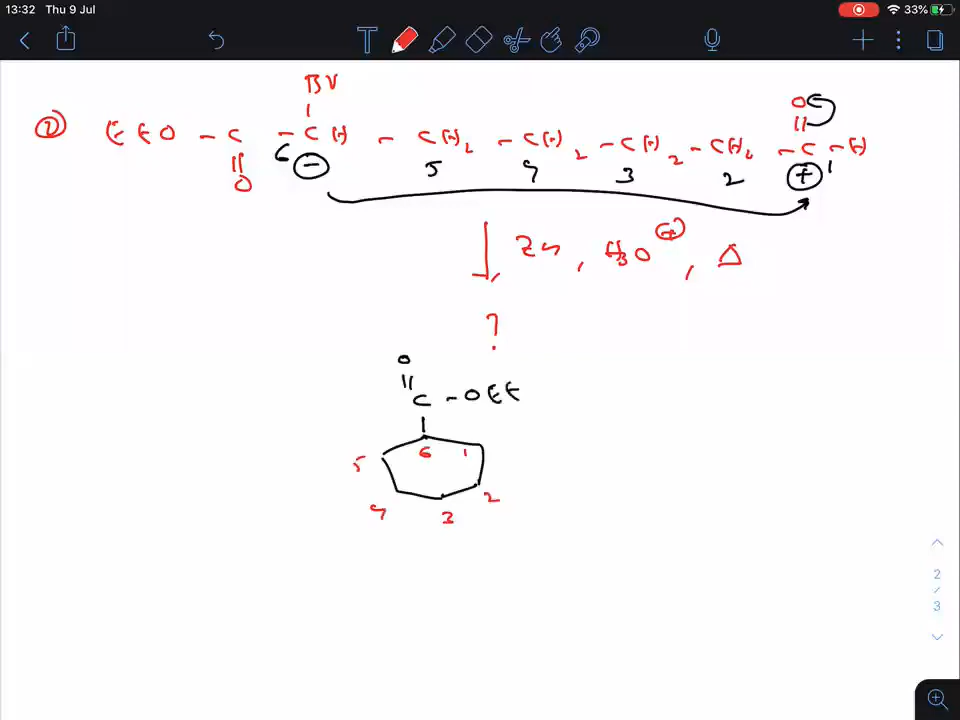 13:32 Thu 9 Jul 33%
T
Br
② EtO - C - CH - CH2 - CH2 - CH2 - CH2 - C - H
O
||
|
||
O
6 - 5 4 3 2 + 1
Zn, H3O+, Δ
?
O
||
C - OEt
5 6 1
4 3 2
2
/
3